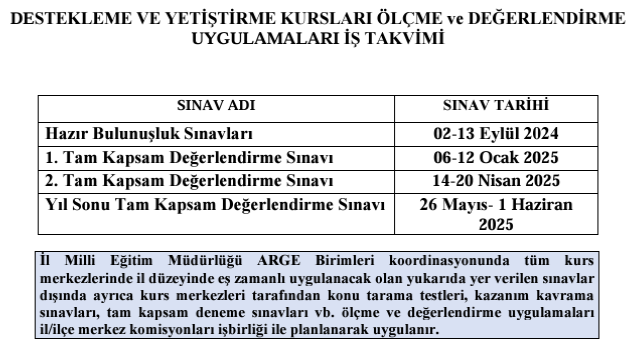 DESTEKLEME VE YETİŞTİRME KURSLARI ÖLÇME ve DEĞERLENDİRME
UYGULAMALARI İŞ TAKVİMİ
SINAV ADI SINAV TARİHİ
Hazır Bulunuşluk Sınavları 02-13 Eylül 2024
1. Tam Kapsam Değerlendirme Sınavı 06-12 Ocak 2025
2. Tam Kapsam Değerlendirme Sınavı 14-20 Nisan 2025
Yıl Sonu Tam Kapsam Değerlendirme Sınavı 26 Mayıs- 1 Haziran
2025
İl Milli Eğitim Müdürlüğü ARGE Birimleri koordinasyonunda tüm kurs
merkezlerinde il düzeyinde eş zamanlı uygulanacak olan yukarıda yer verilen sınavlar
dışında ayrıca kurs merkezleri tarafından konu tarama testleri, kazanım kavrama
sınavları, tam kapsam deneme sınavları vb. ölçme ve değerlendirme uygulamaları
il/ilçe merkez komisyonları işbirliği ile planlanarak uygulanır.